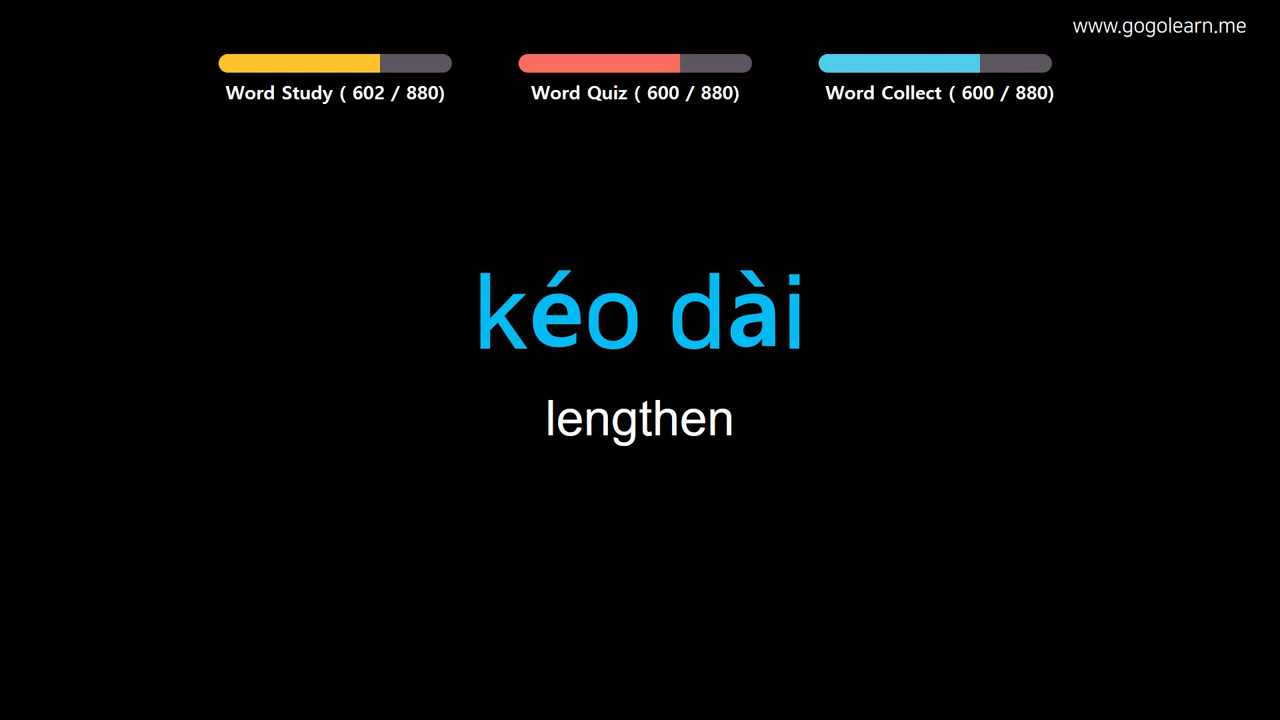 www.gogolearn.me
Word Study ( 602 / 880)
Word Quiz ( 600 / 880)
Word Collect ( 600 / 880)
kéo dài
lengthen